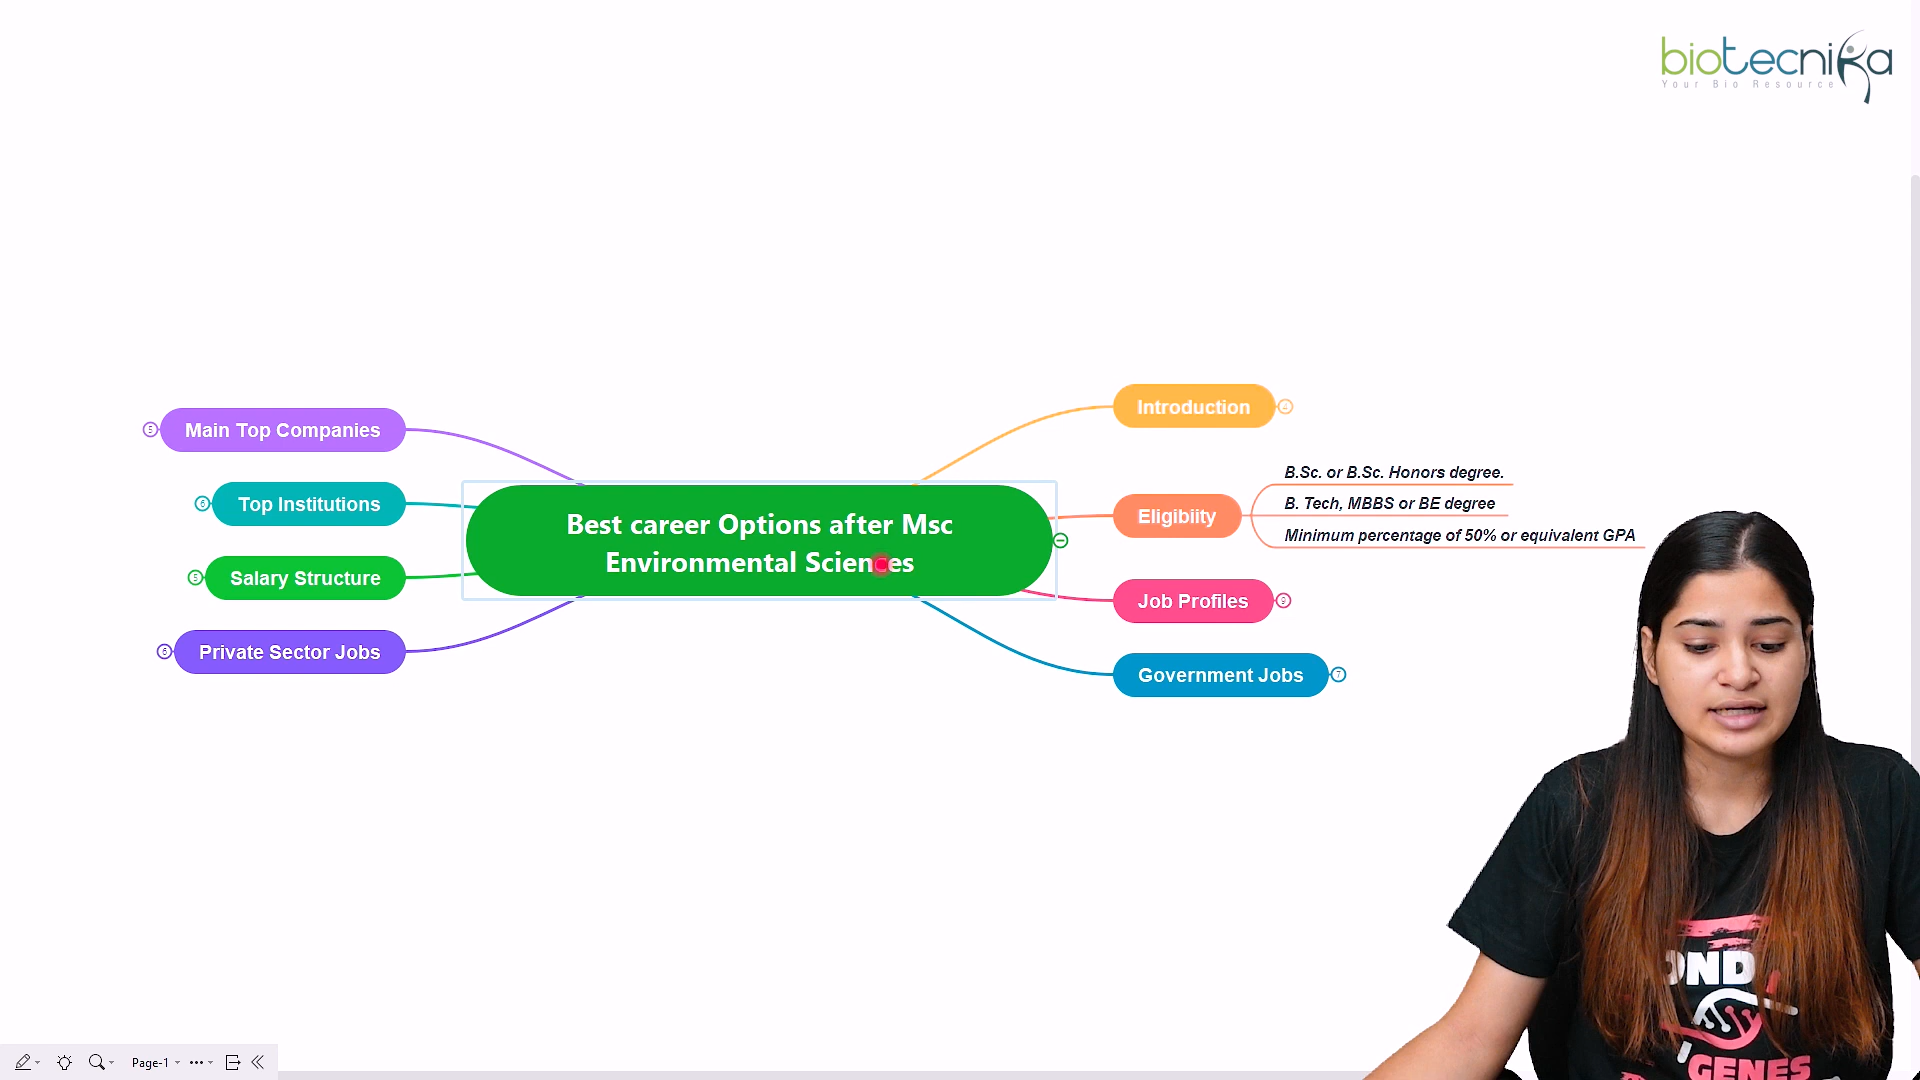 biotecnika
Your Bio Resource
Introduction
Main Top Companies
B.Sc. or B.Sc. Honors degree.
Top Institutions
B. Tech, MBBS or BE degree
Best career Options after Msc
Environmental Sciences
Eligibiity
Minimum percentage of 50% or equivalent GPA
Salary Structure
Job Profiles
Private Sector Jobs
Government Jobs
7
GENES
Page-1